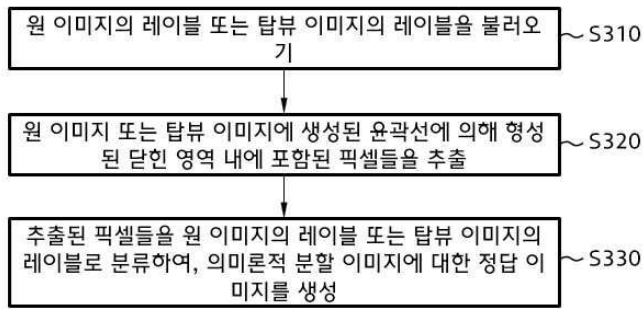 원 이미지의 레이블 또는 탑뷰 이미지의 레이블을 불러오
기
S310
원 이미지 또는 탑뷰 이미지에 생성된 윤곽선에 의해 형성
된 닫힌 영역 내에 포함된 픽셀들을 추출
S320
추출된 픽셀들을 원 이미지의 레이블 또는 탑뷰 이미지의
레이블로 분류하여, 의미론적 분할 이미지에 대한 정답 이
미지를 생성
S330